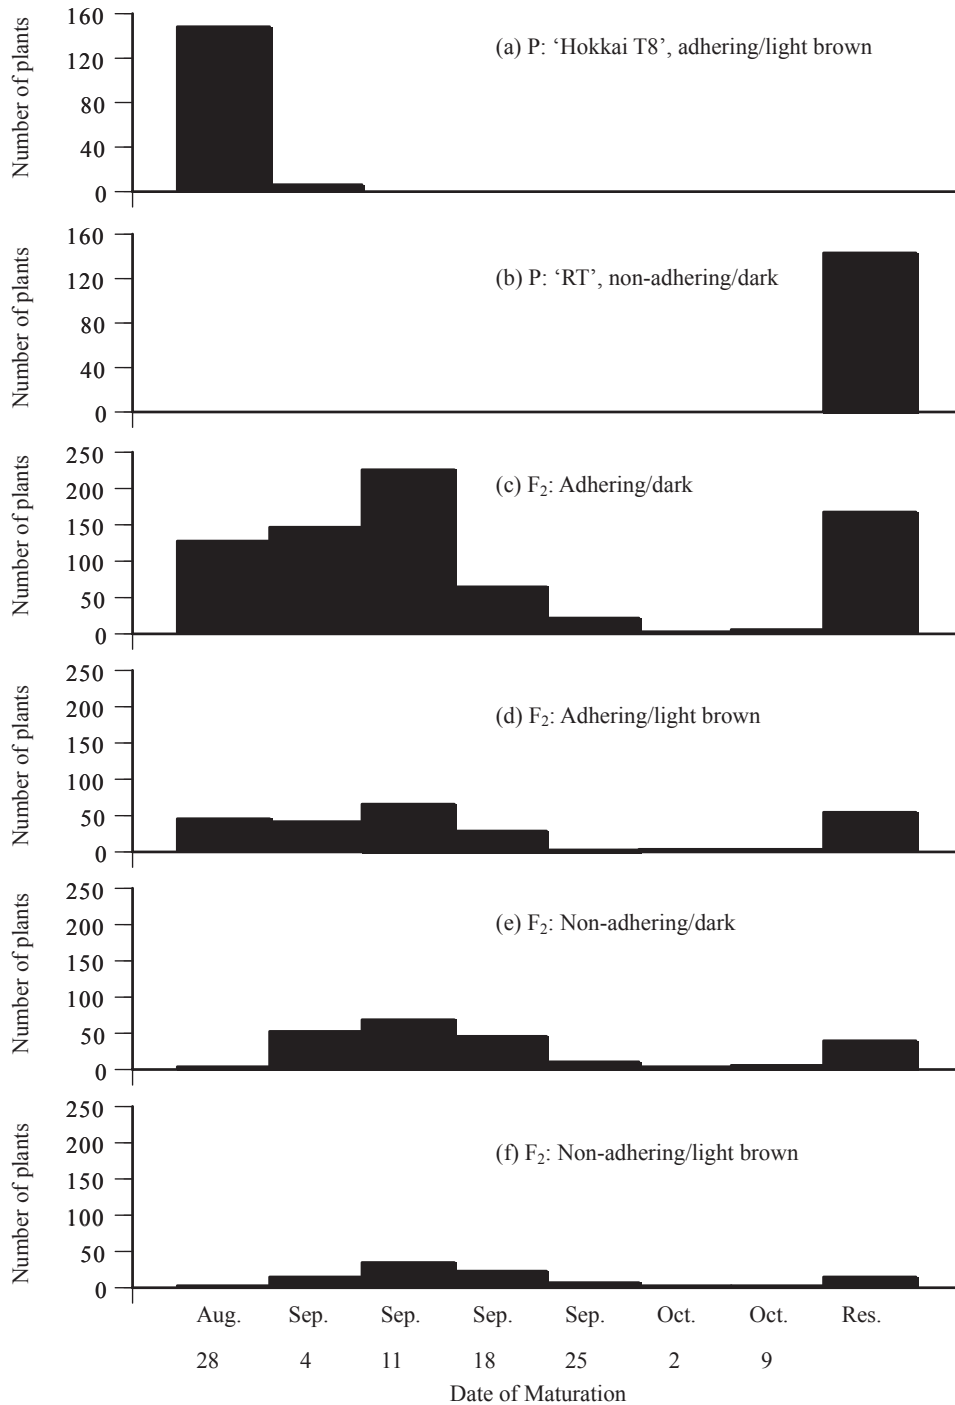 Number of plants
160
120
80
40
0
(a) P: ‘Hokkai T8’, adhering/light brown
Number of plants
160
120
80
40
0
(b) P: ‘RT’, non-adhering/dark
Number of plants
250
200
150
100
50
0
(c) F₂: Adhering/dark
Number of plants
250
200
150
100
50
0
(d) F₂: Adhering/light brown
Number of plants
250
200
150
100
50
0
(e) F₂: Non-adhering/dark
Number of plants
250
200
150
100
50
0
(f) F₂: Non-adhering/light brown
Aug. Sep. Sep. Sep. Sep. Oct. Oct. Res.
28 4 11 18 25 2 9
Date of Maturation